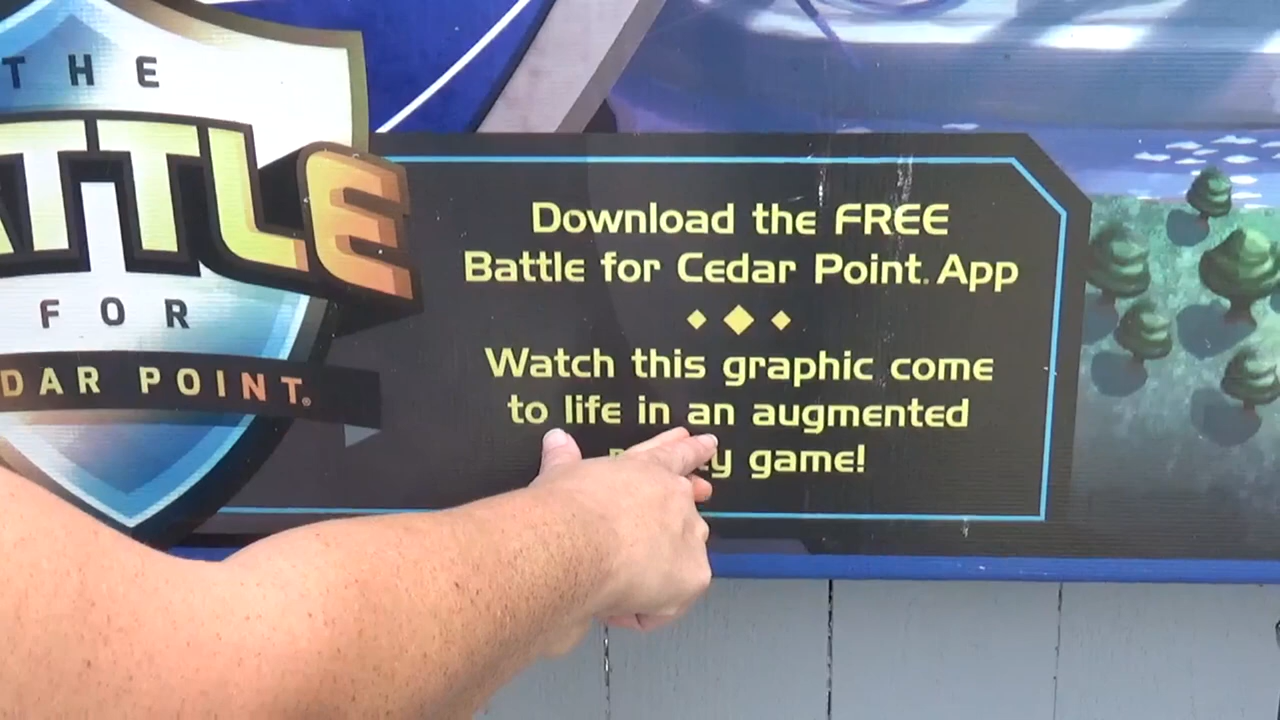 THE
ATTLE
FOR
DAR POINT®
Download the FREE
Battle for Cedar Point. App
Watch this graphic come
to life in an augmented
game!